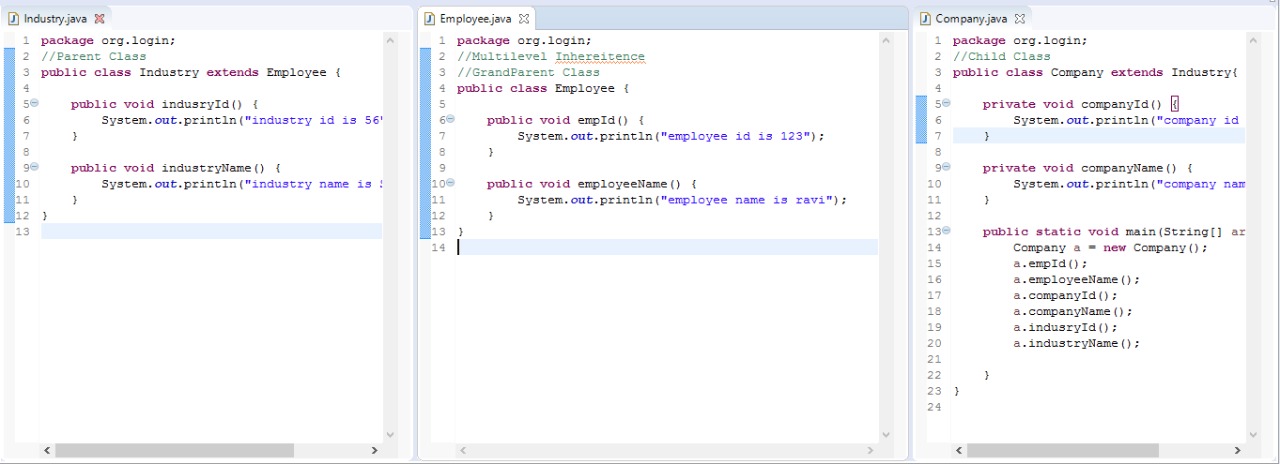 Industry.java
1 package org.login;
2 //Parent Class
3 public class Industry extends Employee {
4
5 public void indusryId() {
6 System.out.println("industry id is 56"
7 }
8
9 public void industryName() {
10 System.out.println("industry name is
11 }
12 }
13
Employee.java
1 package org.login;
2 //Multilevel Inhereitence
3 //GrandParent Class
4 public class Employee {
5
6 public void empId() {
7 System.out.println("employee id is 123");
8 }
9
10 public void employeeName() {
11 System.out.println("employee name is ravi");
12 }
13 }
14
Company.java
1 package org.login;
2 //Child Class
3 public class Company extends Industry{
4
5 private void companyId() {
6 System.out.println("company id
7 }
8
9 private void companyName() {
10 System.out.println("company nam
11 }
12
13 public static void main(String[] ar
14 Company a = new Company();
15 a.empId();
16 a.employeeName();
17 a.companyId();
18 a.companyName();
19 a.indusryId();
20 a.industryName();
21
22 }
23 }
24